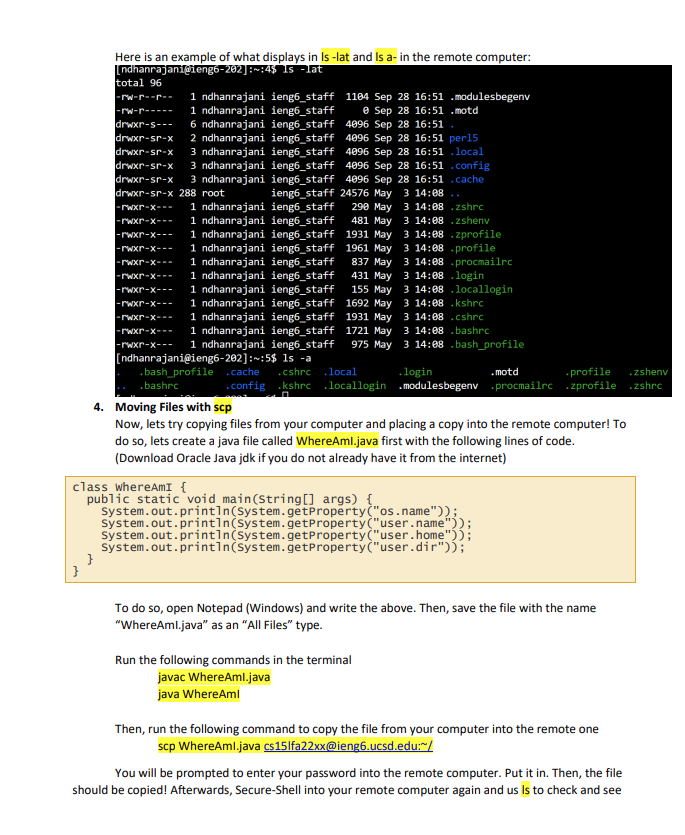 Here is an example of what displays in ls -lat and ls a- in the remote computer:
[ndhanrajani@ieng6-202]:~:4$ ls -lat
total 96
-rw-r--r-- 1 ndhanrajani ieng6_staff 1104 Sep 28 16:51 .modulesbegenv
-rw-r----- 1 ndhanrajani ieng6_staff 0 Sep 28 16:51 .motd
drwxr-s--- 6 ndhanrajani ieng6_staff 4096 Sep 28 16:51 .
drwxr-sr-x 2 ndhanrajani ieng6_staff 4096 Sep 28 16:51 perl5
drwxr-sr-x 3 ndhanrajani ieng6_staff 4096 Sep 28 16:51 .local
drwxr-sr-x 3 ndhanrajani ieng6_staff 4096 Sep 28 16:51 .config
drwxr-sr-x 3 ndhanrajani ieng6_staff 4096 Sep 28 16:51 .cache
drwxr-sr-x 288 root ieng6_staff 24576 May 3 14:08 ..
-rwxr-x--- 1 ndhanrajani ieng6_staff 290 May 3 14:08 .zshrc
-rwxr-x--- 1 ndhanrajani ieng6_staff 481 May 3 14:08 .zshenv
-rwxr-x--- 1 ndhanrajani ieng6_staff 1931 May 3 14:08 .zprofile
-rwxr-x--- 1 ndhanrajani ieng6_staff 1961 May 3 14:08 .profile
-rwxr-x--- 1 ndhanrajani ieng6_staff 837 May 3 14:08 .procmailrc
-rwxr-x--- 1 ndhanrajani ieng6_staff 431 May 3 14:08 .login
-rwxr-x--- 1 ndhanrajani ieng6_staff 155 May 3 14:08 .locallogin
-rwxr-x--- 1 ndhanrajani ieng6_staff 1692 May 3 14:08 .kshrc
-rwxr-x--- 1 ndhanrajani ieng6_staff 1931 May 3 14:08 .cshrc
-rwxr-x--- 1 ndhanrajani ieng6_staff 1721 May 3 14:08 .bashrc
-rwxr-x--- 1 ndhanrajani ieng6_staff 975 May 3 14:08 .bash_profile
[ndhanrajani@ieng6-202]:~:5$ ls -a
. .bash_profile .cache .cshrc .local .login .motd .profile .zshenv
.. .bashrc .config .kshrc .locallogin .modulesbegenv .procmailrc .zprofile .zshrc
4. Moving Files with scp
Now, lets try copying files from your computer and placing a copy into the remote computer! To
do so, lets create a java file called WhereAmI.java first with the following lines of code.
(Download Oracle Java jdk if you do not already have it from the internet)
class WhereAmI {
public static void main(String[] args) {
System.out.println(System.getProperty("os.name"));
System.out.println(System.getProperty("user.name"));
System.out.println(System.getProperty("user.home"));
System.out.println(System.getProperty("user.dir"));
}
}
To do so, open Notepad (Windows) and write the above. Then, save the file with the name
“WhereAmI.java” as an “All Files” type.
Run the following commands in the terminal
javac WhereAmI.java
java WhereAmI
Then, run the following command to copy the file from your computer into the remote one
scp WhereAmI.java cs15lfa22xx@ieng6.ucsd.edu:~/
You will be prompted to enter your password into the remote computer. Put it in. Then, the file
should be copied! Afterwards, Secure-Shell into your remote computer again and us ls to check and see